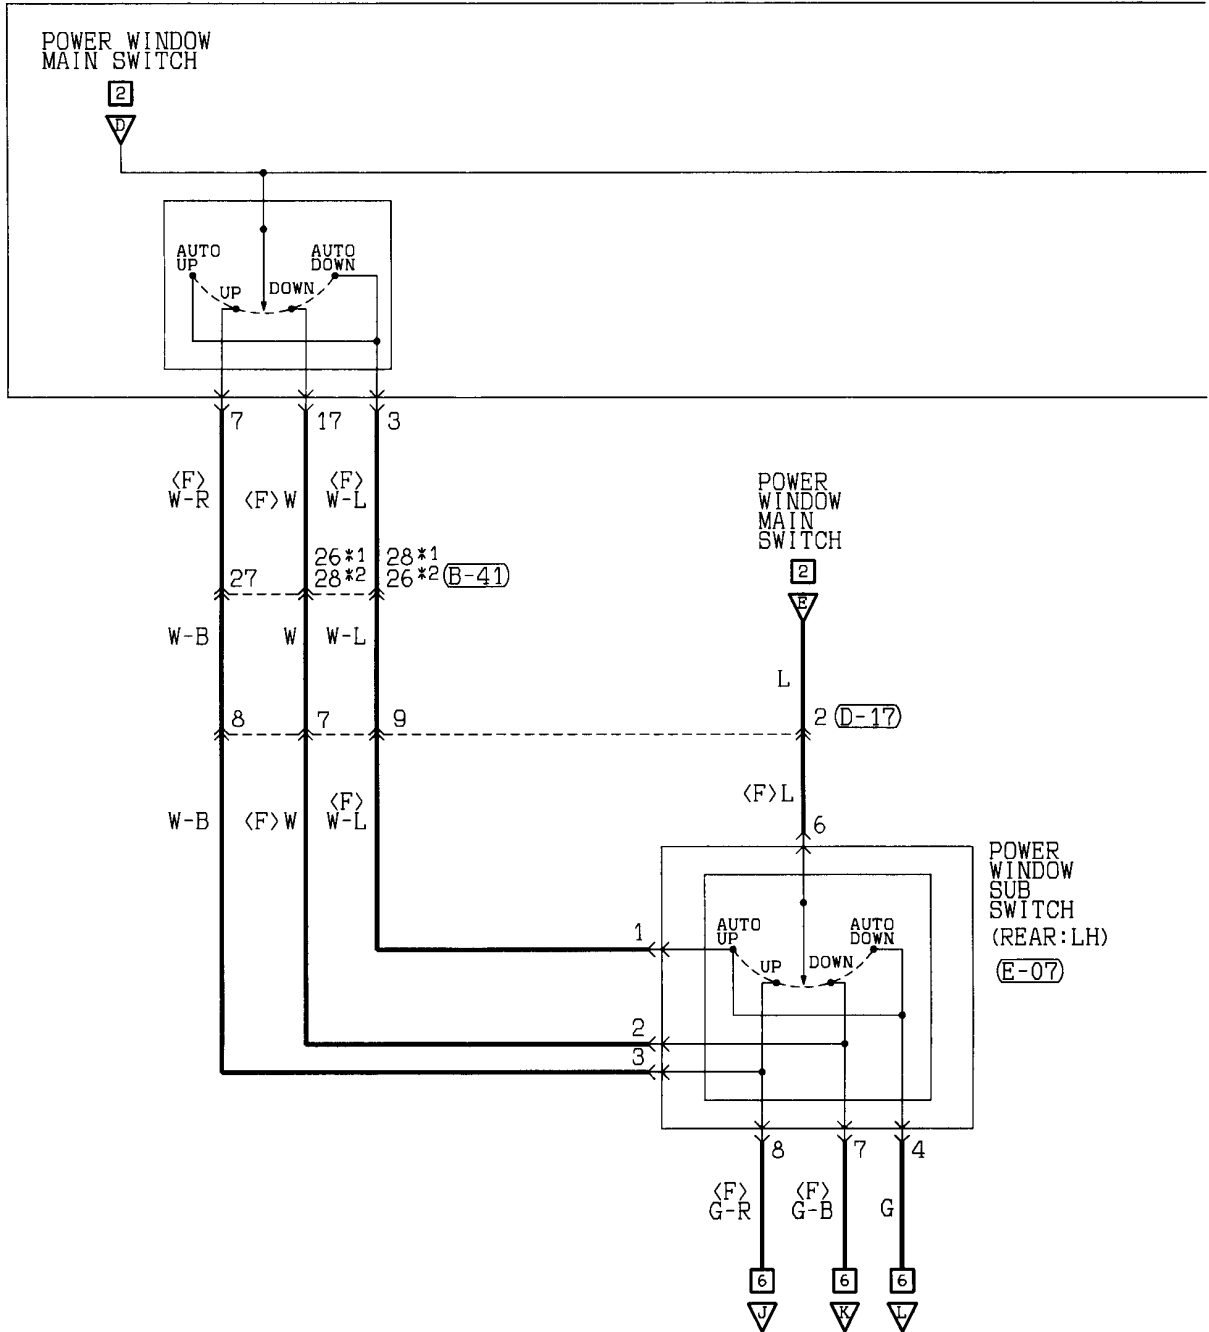 POWER WINDOW
MAIN SWITCH
2
D
AUTO
UP
AUTO
DOWN
UP
DOWN
7
17
3
<F>
W-R
<F>W
<F>
W-L
POWER
WINDOW
MAIN
SWITCH
2
E
27
26*1
28*2
28*1
26*2
B-41
W-B
W
W-L
L
8
7
9
2
D-17
W-B
<F>W
<F>
W-L
<F>L
6
POWER
WINDOW
SUB
SWITCH
(REAR:LH)
E-07
AUTO
UP
AUTO
DOWN
UP
DOWN
1
2
3
8
7
4
<F>
G-R
<F>
G-B
G
6
6
6
J
K
L